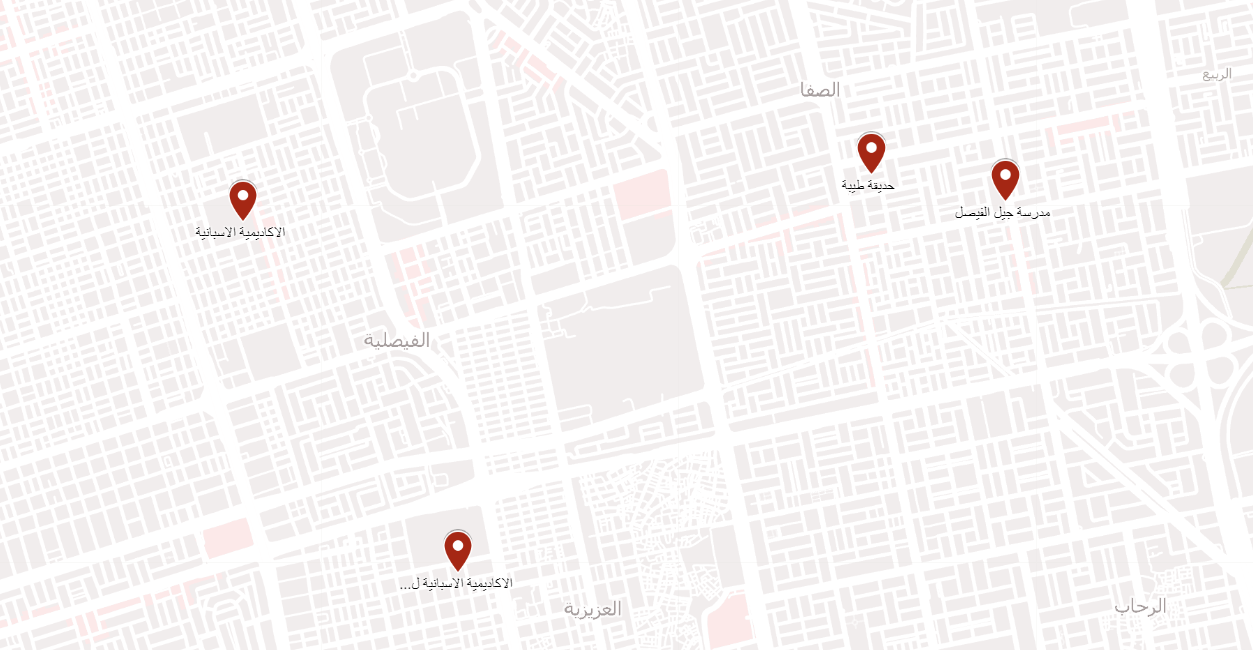 الربيع
الصفا
حديقة طيبة
مدرسة جيل الفيصل
الاكاديمية الاسبانية
الفيصلية
الاكاديمية الاسبانية ل...
العزيزية
الرحاب